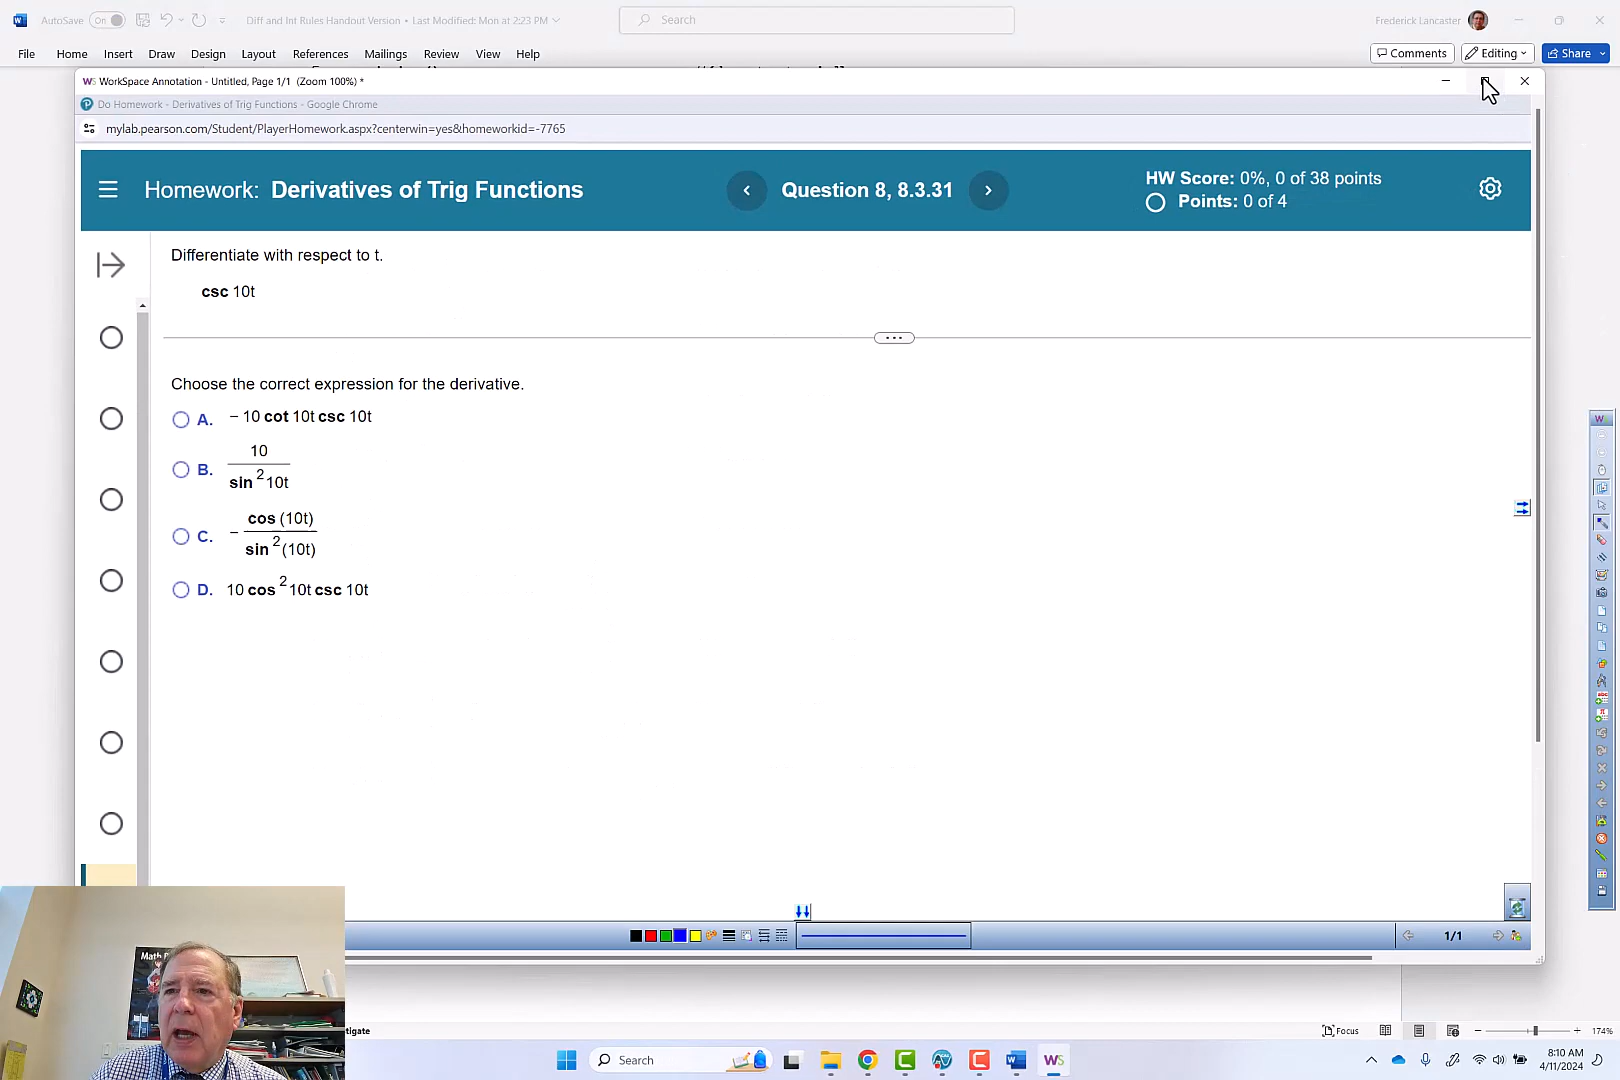 AutoSave On Diff and Int Rules Handout Version • Last Modified: Mon at 2:23 PM Search Frederick Lancaster
File Home Insert Draw Design Layout References Mailings Review View Help Comments Editing Share
WS WorkSpace Annotation - Untitled, Page 1/1 (Zoom 100%) *
Do Homework - Derivatives of Trig Functions - Google Chrome
mylab.pearson.com/Student/PlayerHomework.aspx?centerwin=yes&homeworkid=-7765
Homework: Derivatives of Trig Functions
Question 8, 8.3.31
HW Score: 0%, 0 of 38 points
Points: 0 of 4
Differentiate with respect to t.
csc 10t
Choose the correct expression for the derivative.
A. − 10 cot 10t csc 10t
B. 10 / sin ² 10t
C. − cos (10t) / sin ² (10t)
D. 10 cos ² 10t csc 10t
1/1
Math
tigate
Focus 174%
Search
WS
8:10 AM
4/11/2024